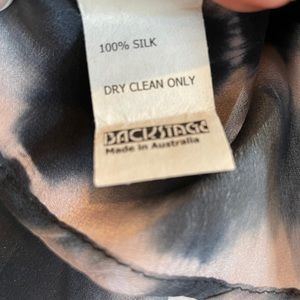 100% SILK
DRY CLEAN ONLY
BACKSTAGE
Made in Australia